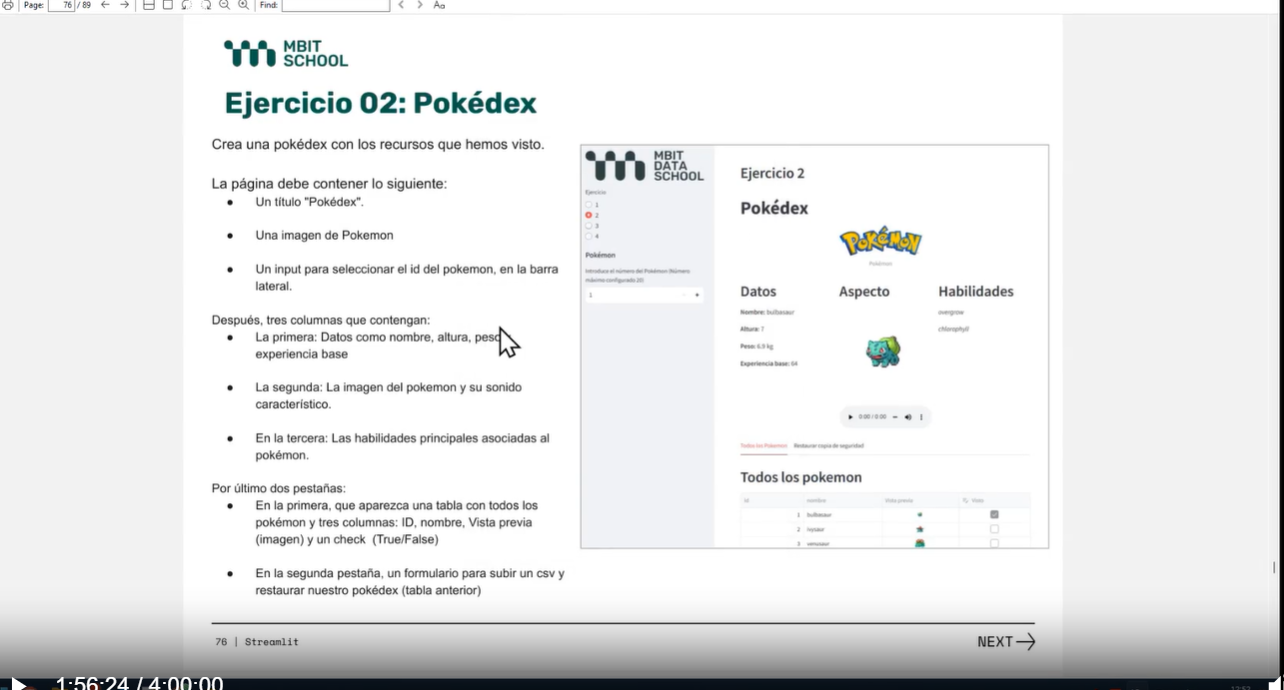 Page: 76 / 89 Find:
MBIT
SCHOOL
Ejercicio 02: Pokédex
Crea una pokédex con los recursos que hemos visto.
La página debe contener lo siguiente:
● Un título "Pokédex".
● Una imagen de Pokemon
● Un input para seleccionar el id del pokemon, en la barra
lateral.
Después, tres columnas que contengan:
● La primera: Datos como nombre, altura, peso
experiencia base
● La segunda: La imagen del pokemon y su sonido
característico.
● En la tercera: Las habilidades principales asociadas al
pokémon.
Por último dos pestañas:
● En la primera, que aparezca una tabla con todos los
pokémon y tres columnas: ID, nombre, Vista previa
(imagen) y un check (True/False)
● En la segunda pestaña, un formulario para subir un csv y
restaurar nuestro pokédex (tabla anterior)
MBIT
DATA
SCHOOL
Ejercicio
1
2
3
4
Pokémon
Introduce el número del Pokémon (Número
máximo configurado 20)
1 - +
Ejercicio 2
Pokédex
POKéMON
Pokémon
Datos
Nombre: bulbasaur
Altura: 7
Peso: 6.9 kg
Experiencia base: 64
Aspecto
0:00 / 0:00
Habilidades
overgrow
chlorophyll
Todos los Pokemon Restaurar copia de seguridad
Todos los pokemon
id nombre Vista previa Visto
1 bulbasaur
2 ivysaur
3 venusaur
76 | Streamlit
NEXT
1:56:24 / 4:00:00